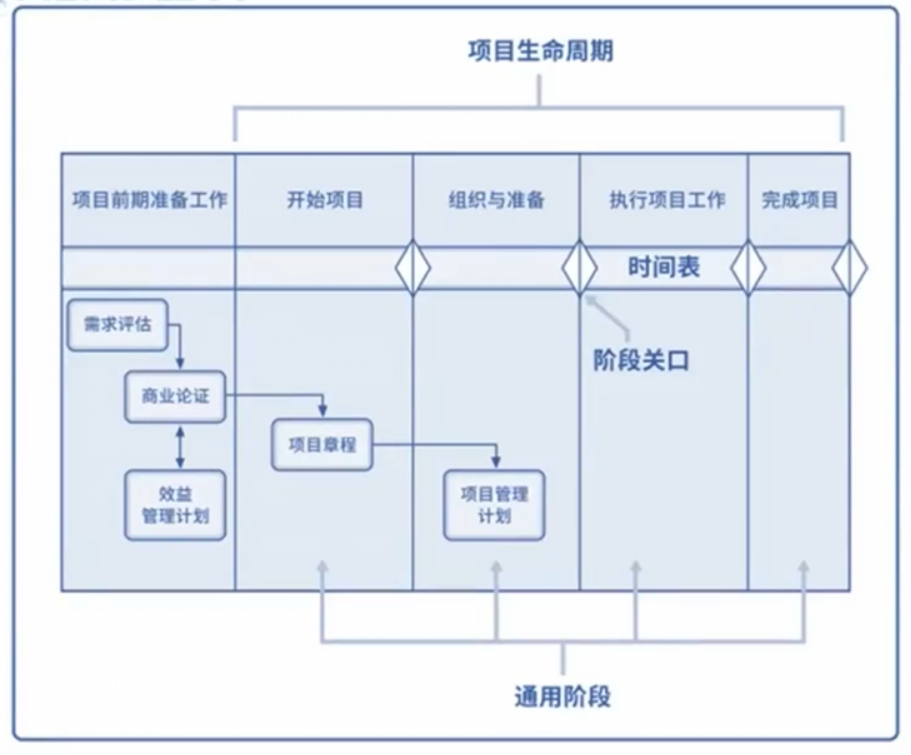 项目生命周期
项目前期准备工作
开始项目
组织与准备
执行项目工作
完成项目
时间表
需求评估
阶段关口
商业论证
项目章程
效益
管理计划
项目管理
计划
通用阶段